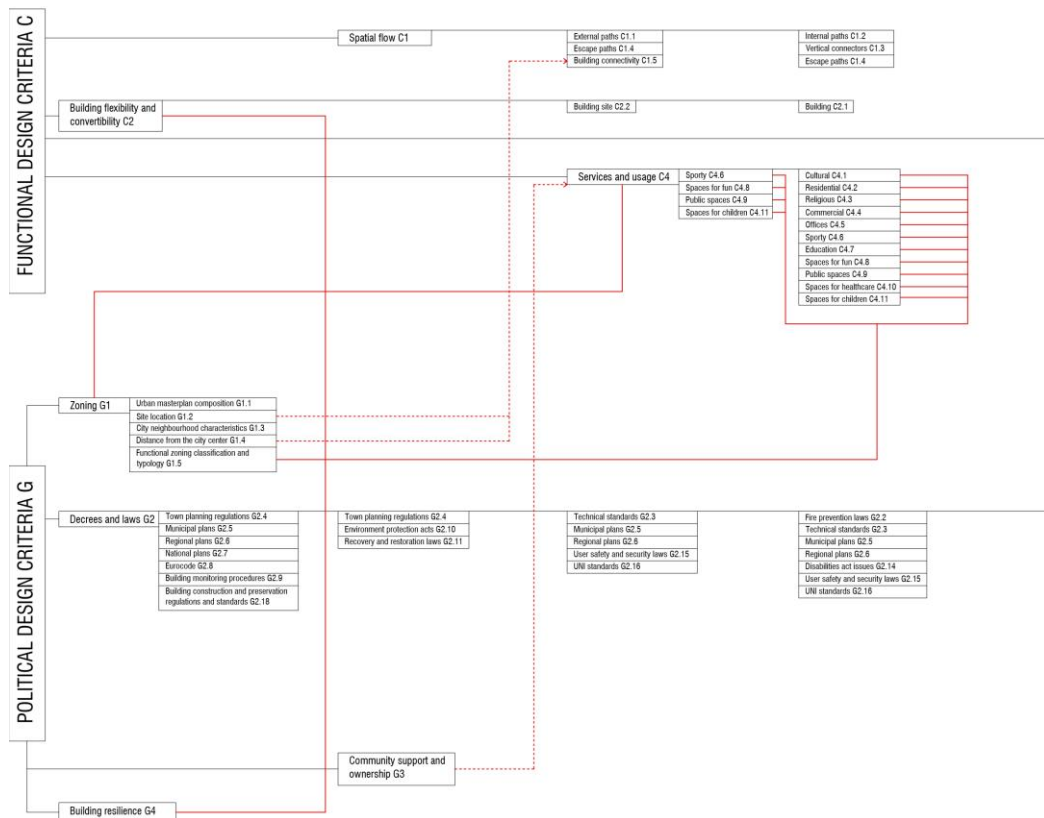 FUNCTIONAL DESIGN CRITERIA C
Spatial flow C1
External paths C1.1
Escape paths C1.4
Building connectivity C1.5
Internal paths C1.2
Vertical connectors C1.3
Escape paths C1.4
Building flexibility and
convertibility C2
Building site C2.2
Building C2.1
Services and usage C4
Sporty C4.6
Spaces for fun C4.8
Public spaces C4.9
Spaces for children C4.11
Cultural C4.1
Residential C4.2
Religious C4.3
Commercial C4.4
Offices C4.5
Sporty C4.6
Education C4.7
Spaces for fun C4.8
Public spaces C4.9
Spaces for healthcare C4.10
Spaces for children C4.11
POLITICAL DESIGN CRITERIA G
Zoning G1
Urban masterplan composition G1.1
Site location G1.2
City neighbourhood characteristics G1.3
Distance from the city center G1.4
Functional zoning classification and
typology G1.5
Decrees and laws G2
Town planning regulations G2.4
Municipal plans G2.5
Regional plans G2.6
National plans G2.7
Eurocode G2.8
Building monitoring procedures G2.9
Building construction and preservation
regulations and standards G2.18
Town planning regulations G2.4
Environment protection acts G2.10
Recovery and restoration laws G2.11
Technical standards G2.3
Municipal plans G2.5
Regional plans G2.6
User safety and security laws G2.15
UNI standards G2.16
Fire prevention laws G2.2
Technical standards G2.3
Municipal plans G2.5
Regional plans G2.6
Disabilities act issues G2.14
User safety and security laws G2.15
UNI standards G2.16
Community support and
ownership G3
Building resilience G4